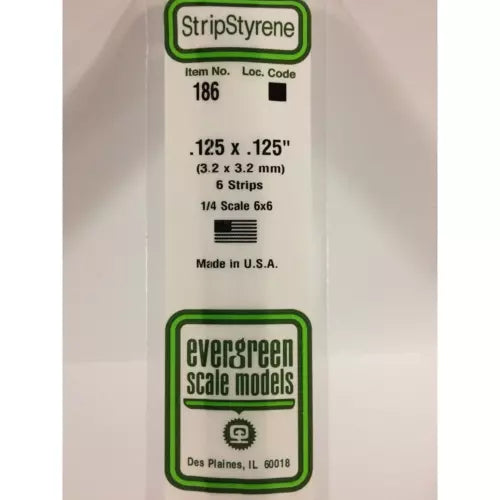 StripStyrene
Item No. Loc. Code
186
.125 x .125"
(3.2 x 3.2 mm)
6 Strips
1/4 Scale 6x6
Made in U.S.A.
evergreen
scale models
Des Plaines, IL 60018